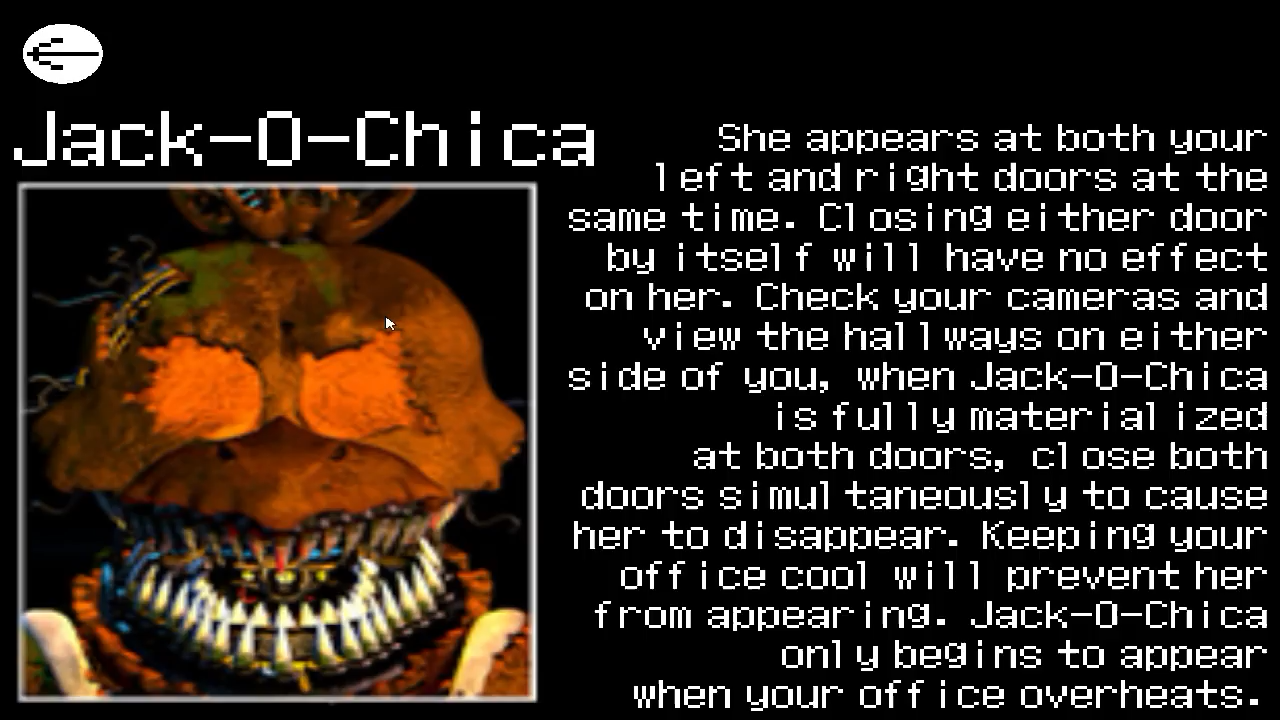 Jack-O-Chica
She appears at both your
left and right doors at the
same time. Closing either door
by itself will have no effect
on her. Check your cameras and
view the hallways on either
side of you, when Jack-O-Chica
is fully materialized
at both doors, close both
doors simultaneously to cause
her to disappear. Keeping your
office cool will prevent her
from appearing. Jack-O-Chica
only begins to appear
when your office overheats.